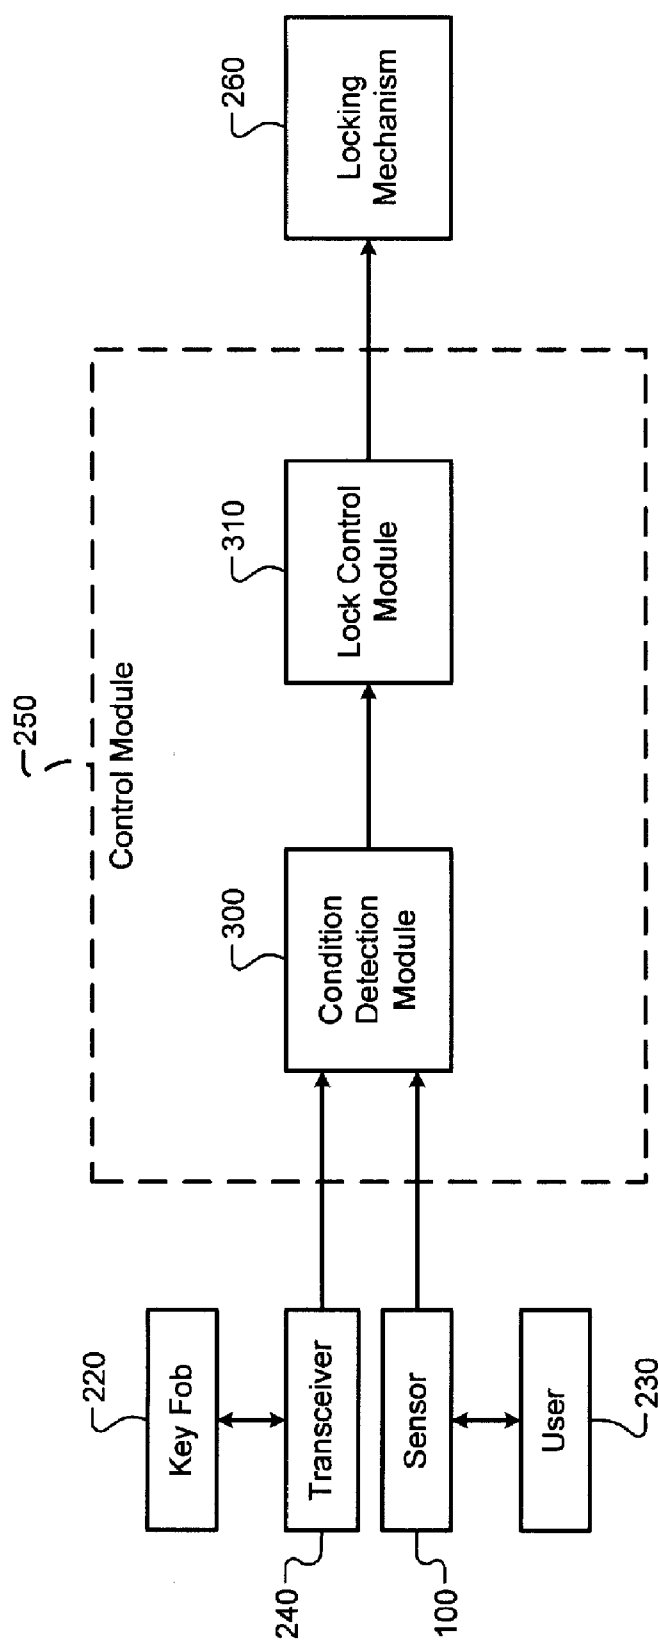 220
Key Fob
240
Transceiver
100
Sensor
User
230
250
Control Module
300
Condition
Detection
Module
310
Lock Control
Module
260
Locking
Mechanism